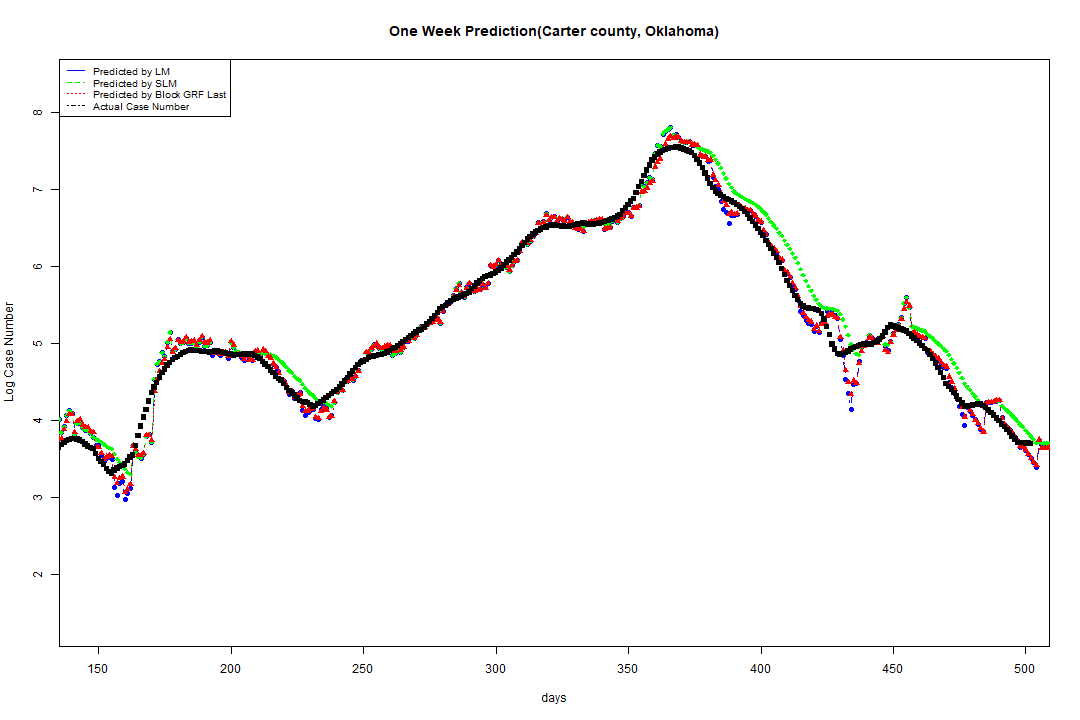 One Week Prediction(Carter county, Oklahoma)
Predicted by LM
Predicted by SLM
Predicted by Block GRF Last
Actual Case Number
8
7
6
5
4
3
2
Log Case Number
150 200 250 300 350 400 450 500
days